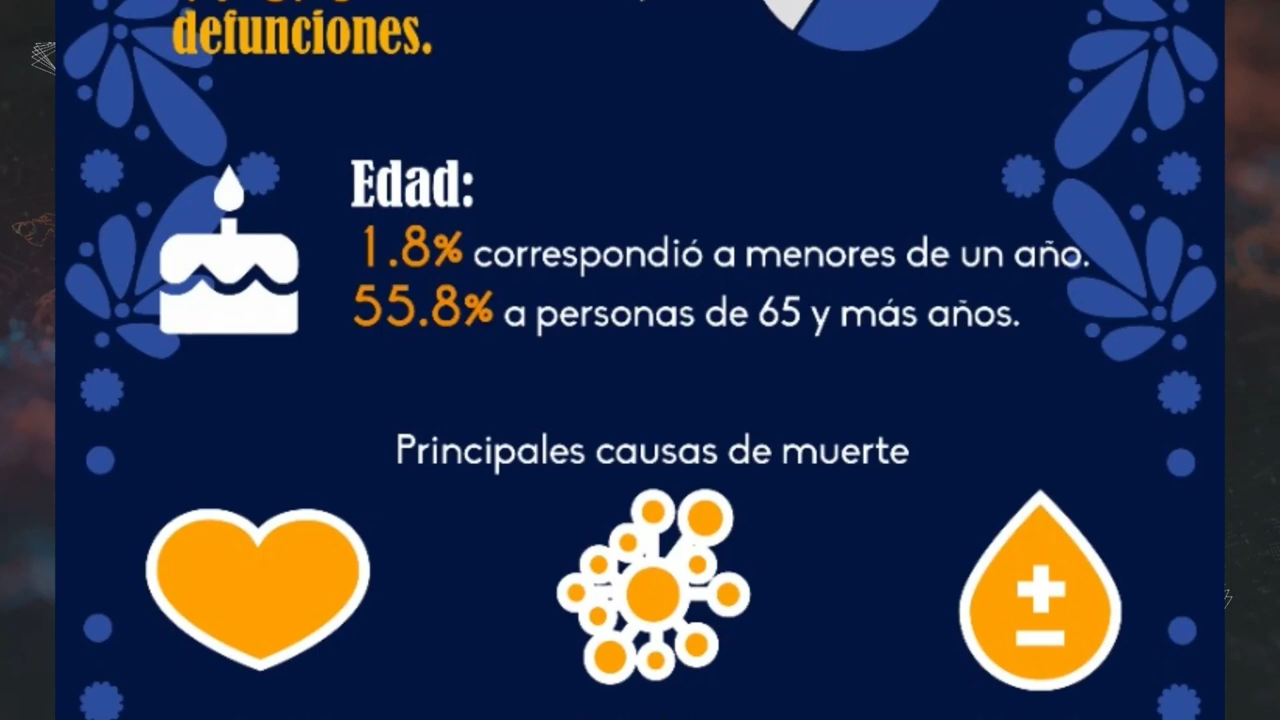 defunciones.
Edad:
1.8% correspondió a menores de un año.
55.8% a personas de 65 y más años.
Principales causas de muerte